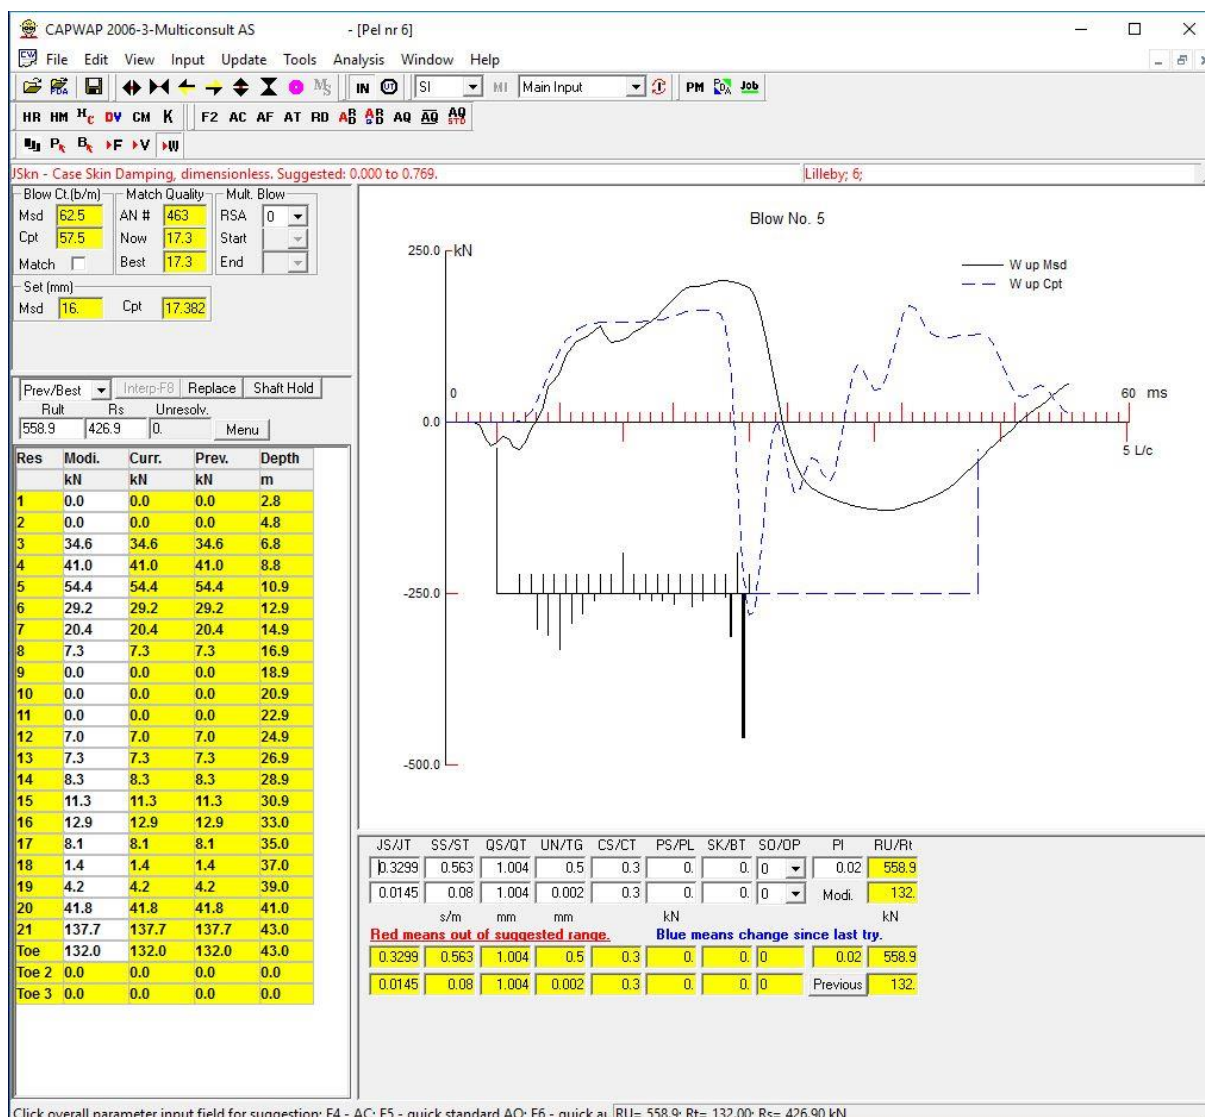 CAPWAP 2006-3-Multiconsult AS - [Pel nr 6]
File Edit View Input Update Tools Analysis Window Help
IN UT SI MI Main Input PM PDA Job
HR HM HC DV CM K F2 AC AF AT RD AQ AQ AQ STD
P B F V W
JSkn - Case Skin Damping, dimensionless. Suggested: 0.000 to 0.769. Lilleby; 6;
Blow Ct.(b/m) Match Quality Mult. Blow
Msd 62.5 AN # 463 RSA 0
Cpt 57.5 Now 17.3 Start
Match Best 17.3 End
Set (mm)
Msd 16. Cpt 17.382
Prev/Best Interp-F8 Replace Shaft Hold
Rult Rs Unresolv.
558.9 426.9 0. Menu
Res Modi. Curr. Prev. Depth
kN kN kN m
1 0.0 0.0 0.0 2.8
2 0.0 0.0 0.0 4.8
3 34.6 34.6 34.6 6.8
4 41.0 41.0 41.0 8.8
5 54.4 54.4 54.4 10.9
6 29.2 29.2 29.2 12.9
7 20.4 20.4 20.4 14.9
8 7.3 7.3 7.3 16.9
9 0.0 0.0 0.0 18.9
10 0.0 0.0 0.0 20.9
11 0.0 0.0 0.0 22.9
12 7.0 7.0 7.0 24.9
13 7.3 7.3 7.3 26.9
14 8.3 8.3 8.3 28.9
15 11.3 11.3 11.3 30.9
16 12.9 12.9 12.9 33.0
17 8.1 8.1 8.1 35.0
18 1.4 1.4 1.4 37.0
19 4.2 4.2 4.2 39.0
20 41.8 41.8 41.8 41.0
21 137.7 137.7 137.7 43.0
Toe 132.0 132.0 132.0 43.0
Toe 2 0.0 0.0 0.0 0.0
Toe 3 0.0 0.0 0.0 0.0
Blow No. 5
250.0 kN
W up Msd
W up Cpt
0 60 ms
0.0
5 L/c
-250.0
-500.0
JS/JT SS/ST QS/QT UN/TG CS/CT PS/PL SK/BT SO/OP PI RU/Rt
0.3299 0.563 1.004 0.5 0.3 0. 0. 0 0.02 558.9
0.0145 0.08 1.004 0.002 0.3 0. 0. 0 Modi. 132.
s/m mm mm kN kN
Red means out of suggested range. Blue means change since last try.
0.3299 0.563 1.004 0.5 0.3 0. 0. 0 0.02 558.9
0.0145 0.08 1.004 0.002 0.3 0. 0. 0 Previous 132.
Click overall parameter input field for suggestion: F4 - AC; F5 - quick standard AQ; F6 - quick RU= 558.9; Rt= 132.00; Rs= 426.90 kN